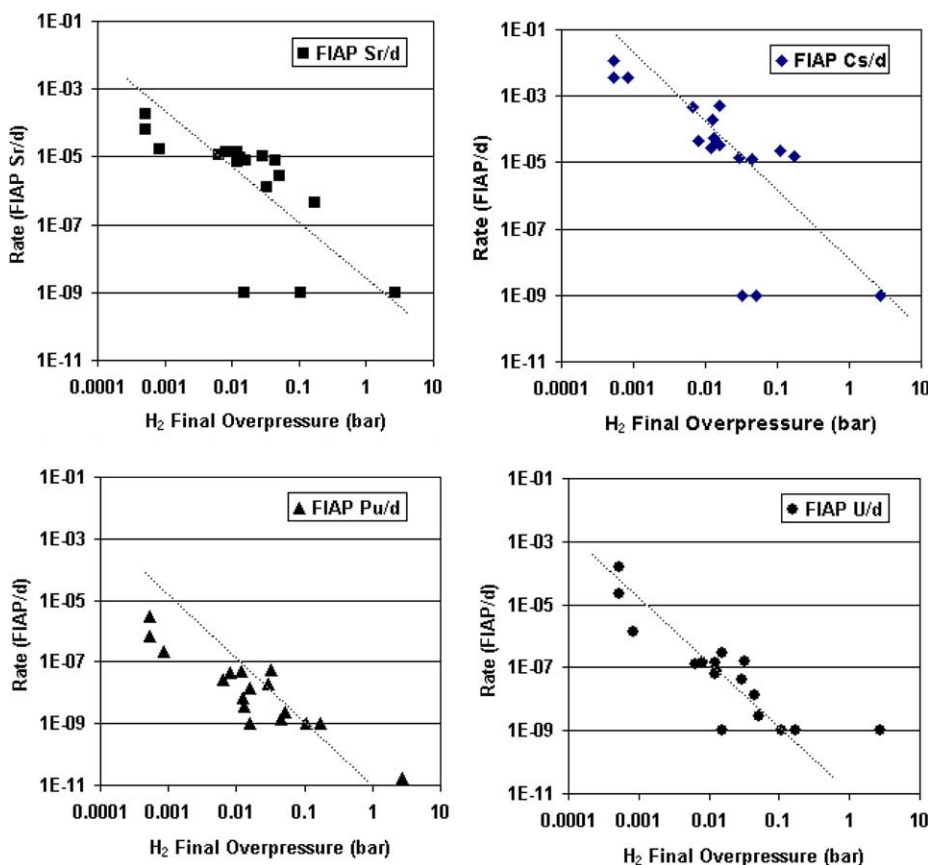 1E-01
FIAP Sr/d
1E-03
1E-05
1E-07
1E-09
1E-11
Rate (FIAP Sr/d)
0.0001 0.001 0.01 0.1 1 10
H₂ Final Overpressure (bar)
1E-01
FIAP Cs/d
1E-03
1E-05
1E-07
1E-09
1E-11
Rate (FIAP/d)
0.0001 0.001 0.01 0.1 1 10
H₂ Final Overpressure (bar)
1E-01
FIAP Pu/d
1E-03
1E-05
1E-07
1E-09
1E-11
Rate (FIAP/d)
0.0001 0.001 0.01 0.1 1 10
H₂ Final Overpressure (bar)
1E-01
FIAP U/d
1E-03
1E-05
1E-07
1E-09
1E-11
Rate (FIAP/d)
0.0001 0.001 0.01 0.1 1 10
H₂ Final Overpressure (bar)